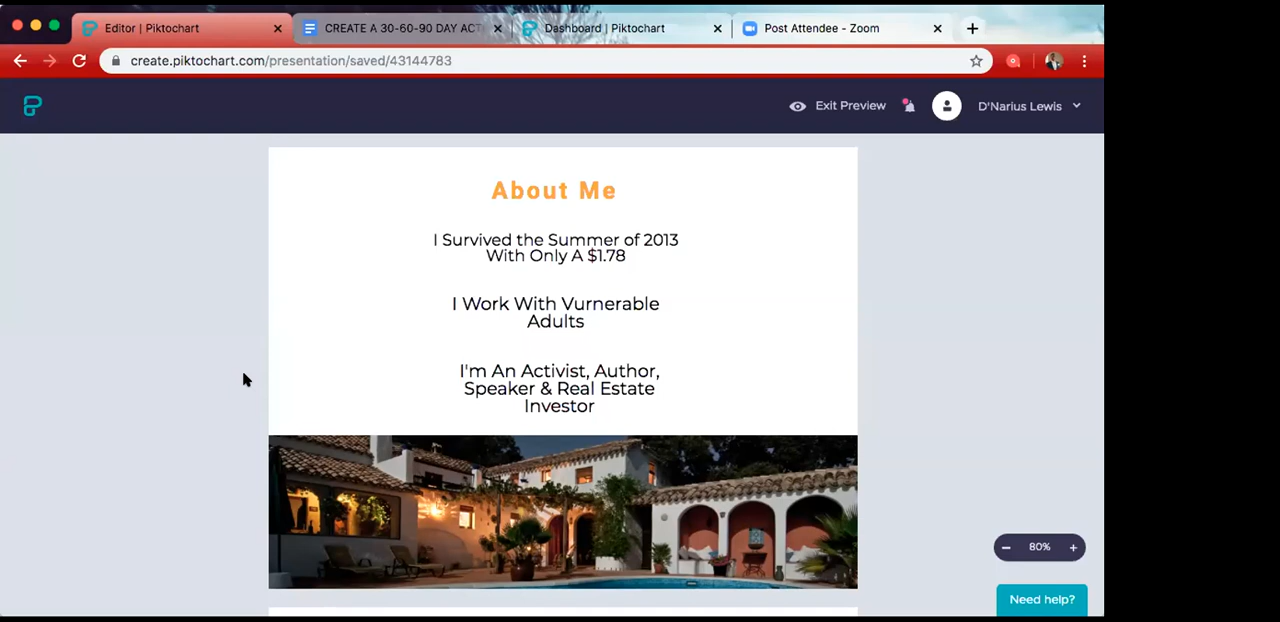 Editor | Piktochart
CREATE A 30-60-90 DAY ACT
Dashboard | Piktochart
Post Attendee - Zoom
create.piktochart.com/presentation/saved/43144783
Exit Preview
D'Narius Lewis
About Me
I Survived the Summer of 2013
With Only A $1.78
I Work With Vurnerable
Adults
I'm An Activist, Author,
Speaker & Real Estate
Investor
80%
Need help?